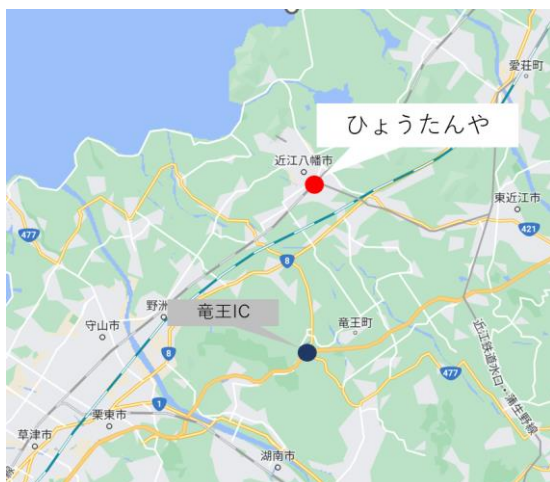 愛荘町
ひょうたんや
近江八幡市
東近江市
477
421
8
野洲
竜王IC
竜王町
守山市
8
477
近江鉄道水口・蒲生野線
1
栗東市
草津市
湖南市